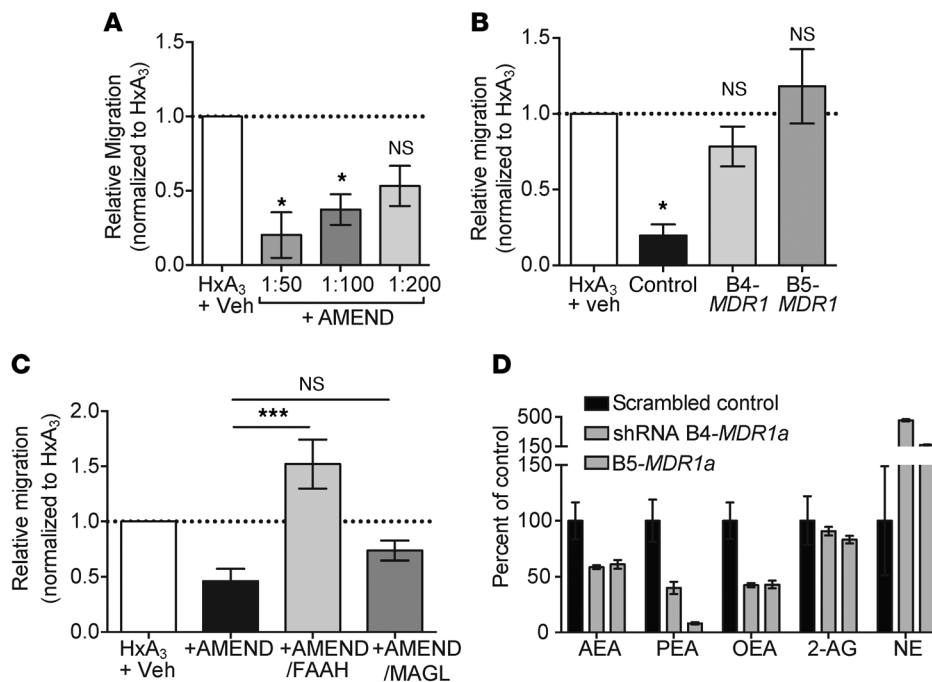 A
Relative Migration
(normalized to HxA₃)
1.5
1.0
0.5
0.0
*
*
NS
HxA₃
+ Veh
1:50
1:100
1:200
+ AMEND
B
Relative migration
(normalized to HxA₃)
1.5
1.0
0.5
0.0
*
NS
NS
HxA₃
+ veh
Control
B4-
MDR1
B5-
MDR1
C
Relative migration
(normalized to HxA₃)
2.0
1.5
1.0
0.5
0.0
NS
***
HxA₃
+ Veh
+AMEND
+AMEND
/FAAH
+AMEND
/MAGL
D
Scrambled control
shRNA B4-MDR1a
B5-MDR1a
Percent of control
500
150
150
100
50
0
AEA
PEA
OEA
2-AG
NE